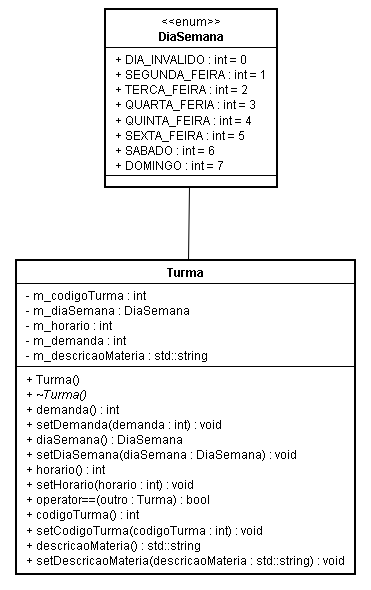 <<enum>>
DiaSemana
+ DIA_INVALIDO : int = 0
+ SEGUNDA_FEIRA : int = 1
+ TERCA_FEIRA : int = 2
+ QUARTA_FERIA : int = 3
+ QUINTA_FEIRA : int = 4
+ SEXTA_FEIRA : int = 5
+ SABADO : int = 6
+ DOMINGO : int = 7
Turma
- m_codigoTurma : int
- m_diaSemana : DiaSemana
- m_horario : int
- m_demanda : int
- m_descricaoMateria : std::string
+ Turma()
+ ~Turma()
+ demanda() : int
+ setDemanda(demanda : int) : void
+ diaSemana() : DiaSemana
+ setDiaSemana(diaSemana : DiaSemana) : void
+ horario() : int
+ setHorario(horario : int) : void
+ operator==(outro : Turma) : bool
+ codigoTurma() : int
+ setCodigoTurma(codigoTurma : int) : void
+ descricaoMateria() : std::string
+ setDescricaoMateria(descricaoMateria : std::string) : void